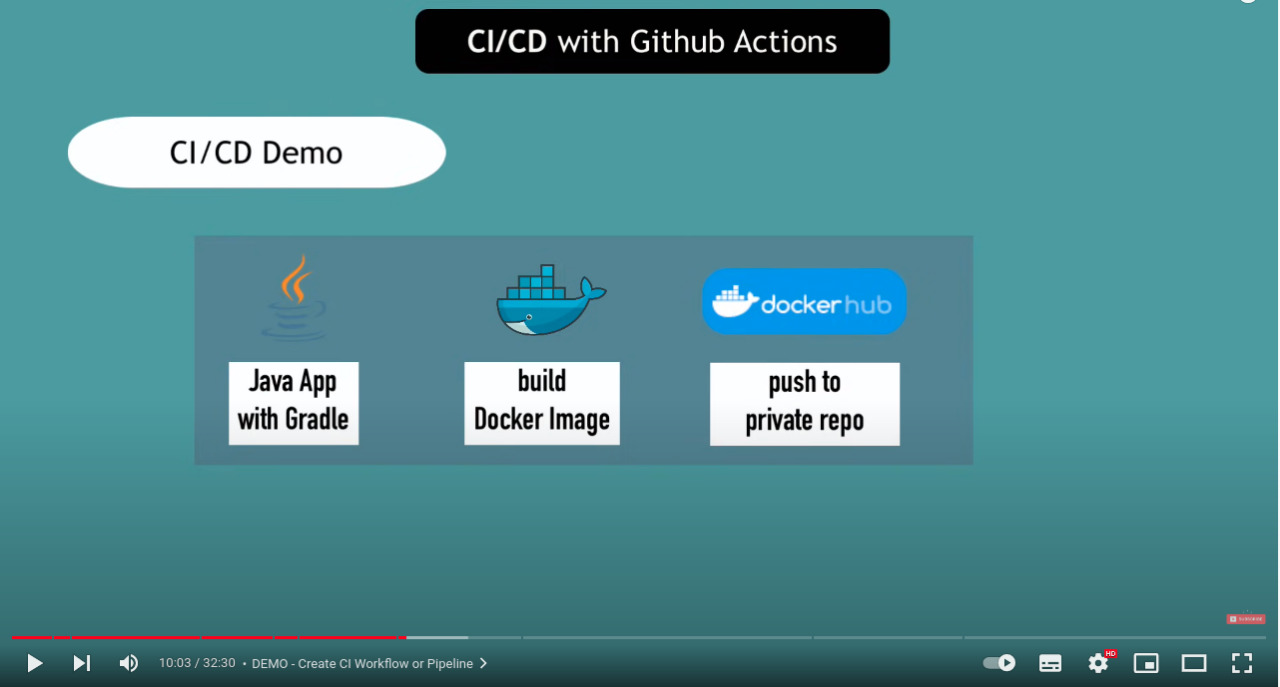 CI/CD with Github Actions
CI/CD Demo
docker hub
Java App
with Gradle
build
Docker Image
push to
private repo
SUBSCRIBE
10:03 / 32:30 • DEMO - Create CI Workflow or Pipeline
HD